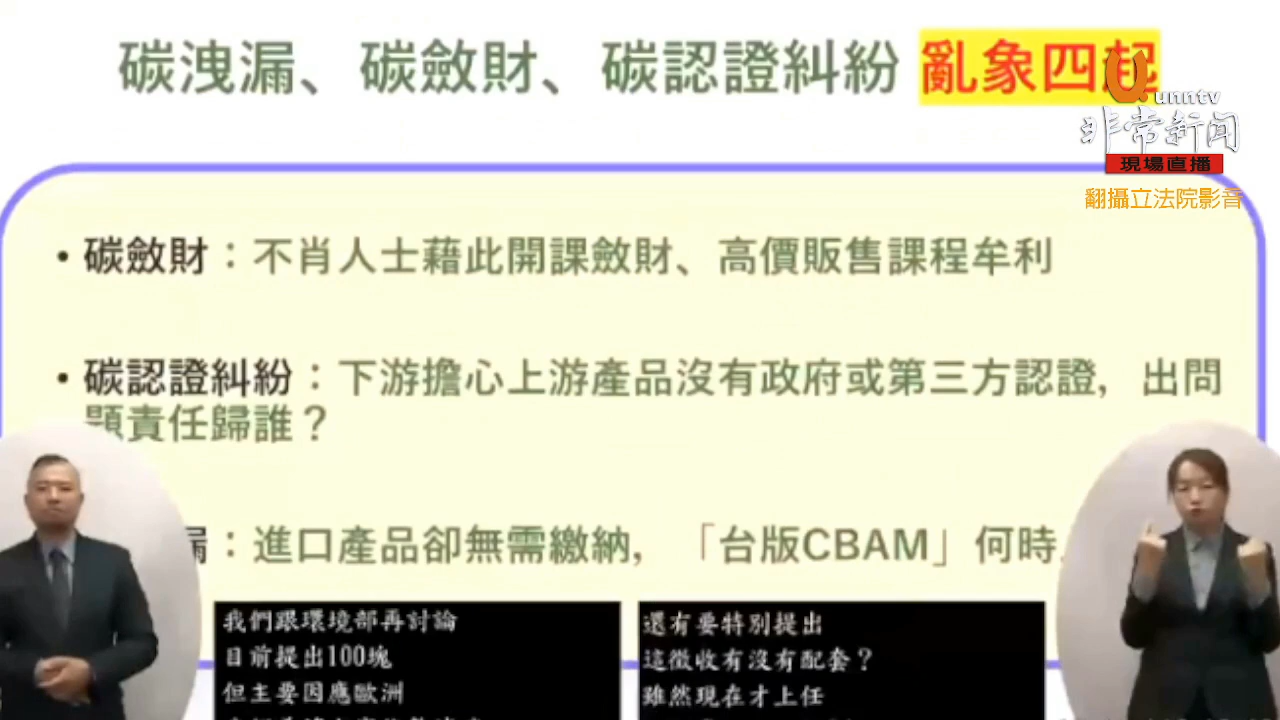 碳洩漏、碳斂財、碳認證糾紛 亂象四起
unntv
非常新聞
現場直播
翻攝立法院影音
•碳斂財：不肖人士藉此開課斂財、高價販售課程牟利
•碳認證糾紛：下游擔心上游產品沒有政府或第三方認證，出問
題責任歸誰？
漏：進口產品卻無需繳納，「台版CBAM」何時
我們跟環境部再討論
目前提出100塊
但主要因應歐洲
還有要特別提出
這徵收有沒有配套？
雖然現在才上任